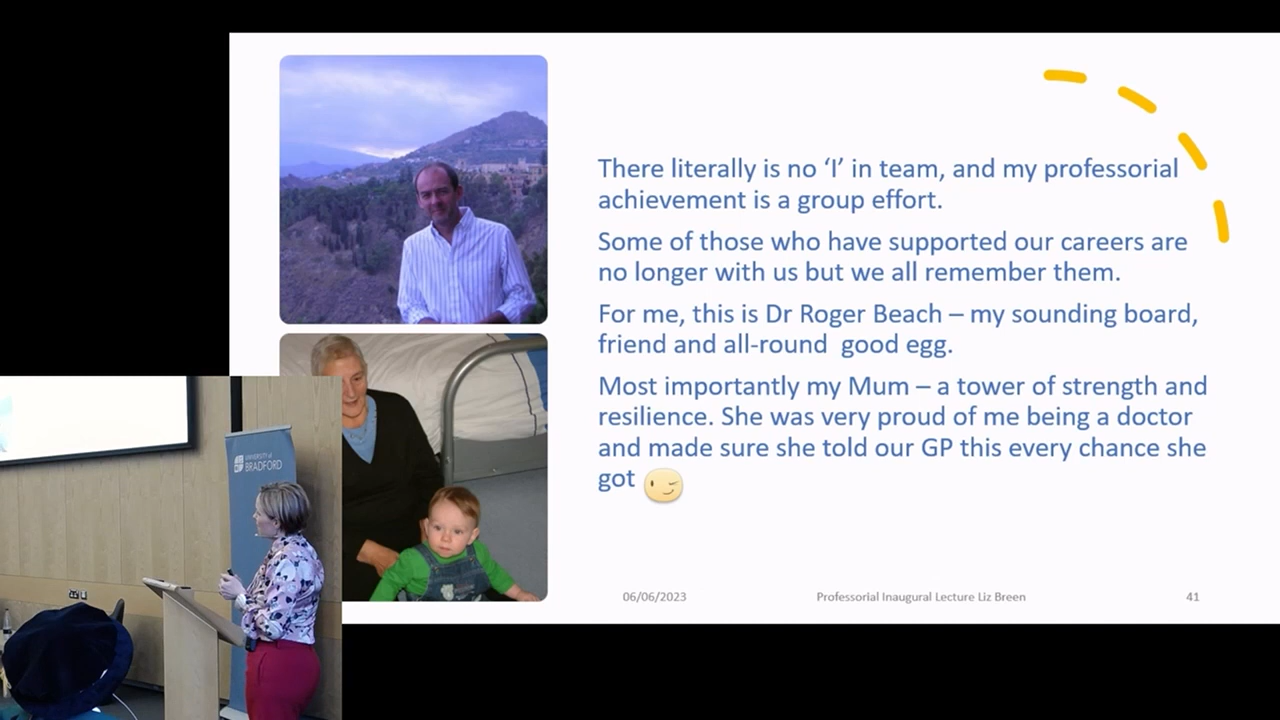 There literally is no ‘I’ in team, and my professorial
achievement is a group effort.
Some of those who have supported our careers are
no longer with us but we all remember them.
For me, this is Dr Roger Beach – my sounding board,
friend and all-round  good egg.
Most importantly my Mum – a tower of strength and
resilience. She was very proud of me being a doctor
and made sure she told our GP this every chance she
got
06/06/2023
Professorial Inaugural Lecture Liz Breen
41
UNIVERSITY of
BRADFORD